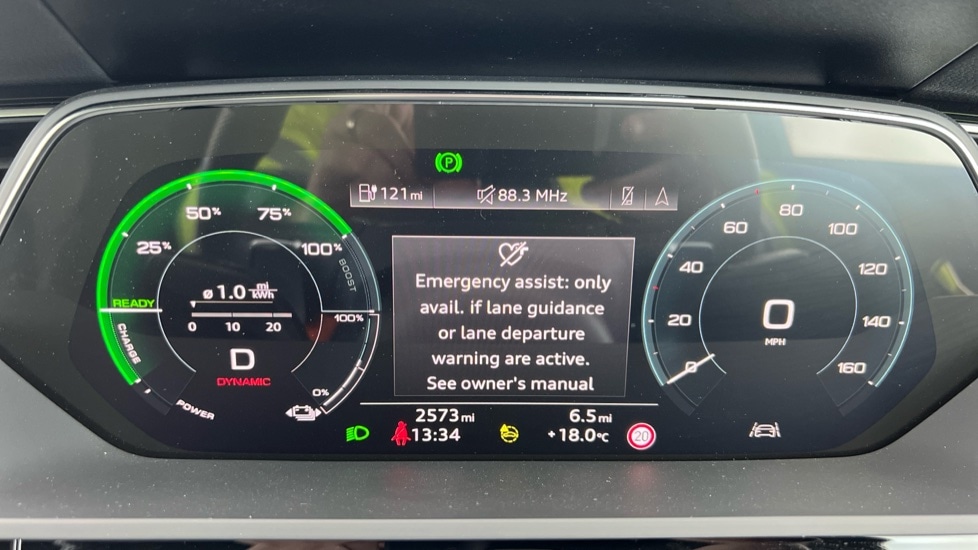 P
121 mi 88.3 MHz
50% 75%
25% 100%
BOOST
READY
CHARGE
POWER
ø 1.0 mi/kWh
0 10 20
D
DYNAMIC
100%
0%
Emergency assist: only
avail. if lane guidance
or lane departure
warning are active.
See owner's manual
2573 mi 6.5 mi
13:34 +18.0°C 20
0 20 40 60 80 100 120 140 160
0
MPH